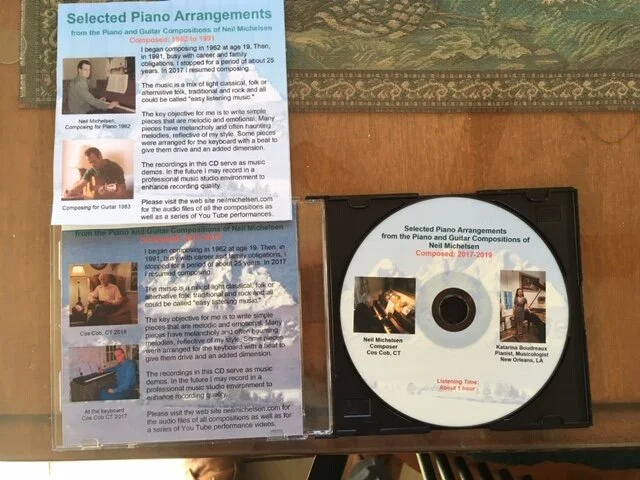 Selected Piano Arrangements
from the Piano and Guitar Compositions of Neil Michelsen
Composed: 1962 to 1991
I began composing in 1962 at age 19. Then,
in 1991, busy with career and family
obligations, I stopped for a period of about 25
years. In 2017 I resumed composing.
The music is a mix of light classical, folk or
alternative folk, traditional and rock and all
could be called "easy listening music."
The key objective for me is to write simple
pieces that are melodic and emotional. Many
pieces have melancholy and often haunting
melodies, reflective of my style. Some pieces
were arranged for the keyboard with a beat to
give them drive and an added dimension.
The recordings in this CD serve as music
demos. In the future I may record in a
professional music studio environment to
enhance recording quality.
Please visit the web site neilmichelsen.com
for the audio files of all the compositions as
well as a series of You Tube performances.
Neil Michelsen,
Composing for Piano 1962
Composing for Guitar 1983
from the Piano and Guitar Compositions of Neil Michelsen
I began composing in 1962 at age 19. Then, in
1991, busy with career and family obligations, I
stopped for a period of about 25 years. In 2017
I resumed composing.
The music is a mix of light classical, folk or
alternative folk, traditional and rock and all
could be called "easy listening music."
The key objective for me is to write simple
pieces that are melodic and emotional. Many
pieces have melancholy and often haunting
melodies, reflective of my style. Some pieces
were arranged for the keyboard with a beat to
give them drive and an added dimension.
The recordings in this CD serve as music
demos. In the future I may record in a
professional music studio environment to
enhance recording quality.
Please visit the web site neilmichelsen.com for
the audio files of all compositions as well as for
a series of You Tube performance videos.
Cos Cob, CT 2018
At the keyboard
Cos Cob CT 2017
Selected Piano Arrangements
from the Piano and Guitar Compositions of
Neil Michelsen
Composed: 2017-2019
Neil Michelsen
Composer
Cos Cob, CT
Katarina Boudreaux
Pianist, Musicologist
New Orleans, LA
Listening Time:
About 1 hour